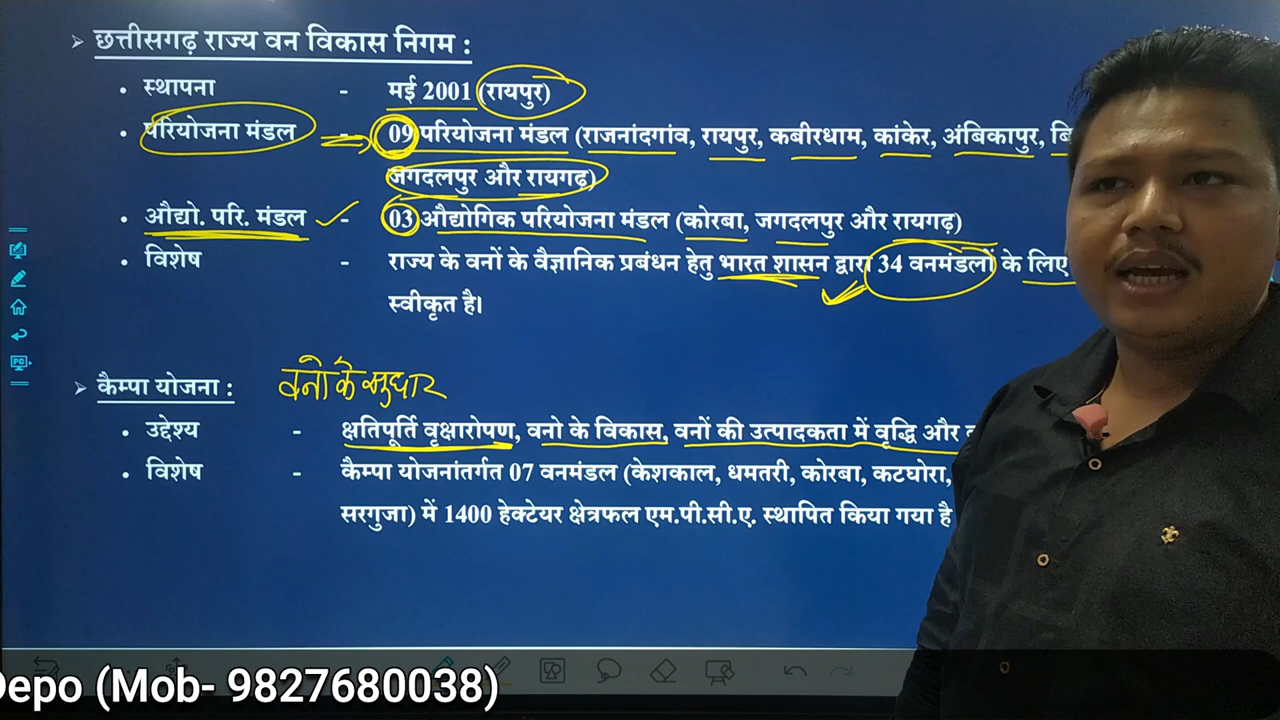 ➢ छत्तीसगढ़ राज्य वन विकास निगम :
• स्थापना - मई 2001 (रायपुर)
• परियोजना मंडल - 09 परियोजना मंडल (राजनांदगांव, रायपुर, कबीरधाम, कांकेर, अंबिकापुर,
जगदलपुर और रायगढ़)
• औद्यो. परि. मंडल - 03 औद्योगिक परियोजना मंडल (कोरबा, जगदलपुर और रायगढ़)
• विशेष - राज्य के वनों के वैज्ञानिक प्रबंधन हेतु भारत शासन द्वारा 34 वनमंडलों के लिए
स्वीकृत है।
वनो के सुधार
➢ कैम्पा योजना :
• उद्देश्य - क्षतिपूर्ति वृक्षारोपण, वनो के विकास, वनों की उत्पादकता में वृद्धि और
• विशेष - कैम्पा योजनांतर्गत 07 वनमंडल (केशकाल, धमतरी, कोरबा, कटघोरा,
सरगुजा) में 1400 हेक्टेयर क्षेत्रफल एम.पी.सी.ए. स्थापित किया गया है
PC
Depo (Mob- 9827680038)